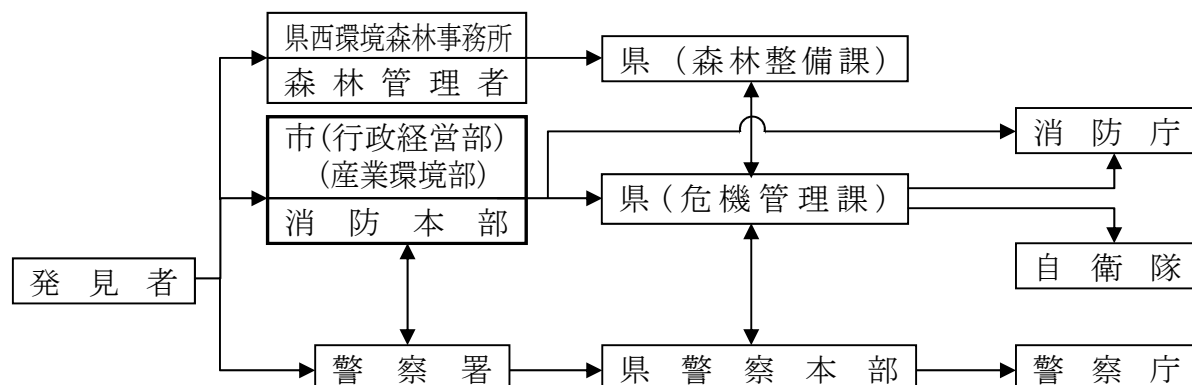 県西環境森林事務所
森林管理者
県（森林整備課）
市(行政経営部)
(産業環境部)
消防本部
消防庁
県（危機管理課）
自衛隊
発見者
警察署
県警察本部
警察庁